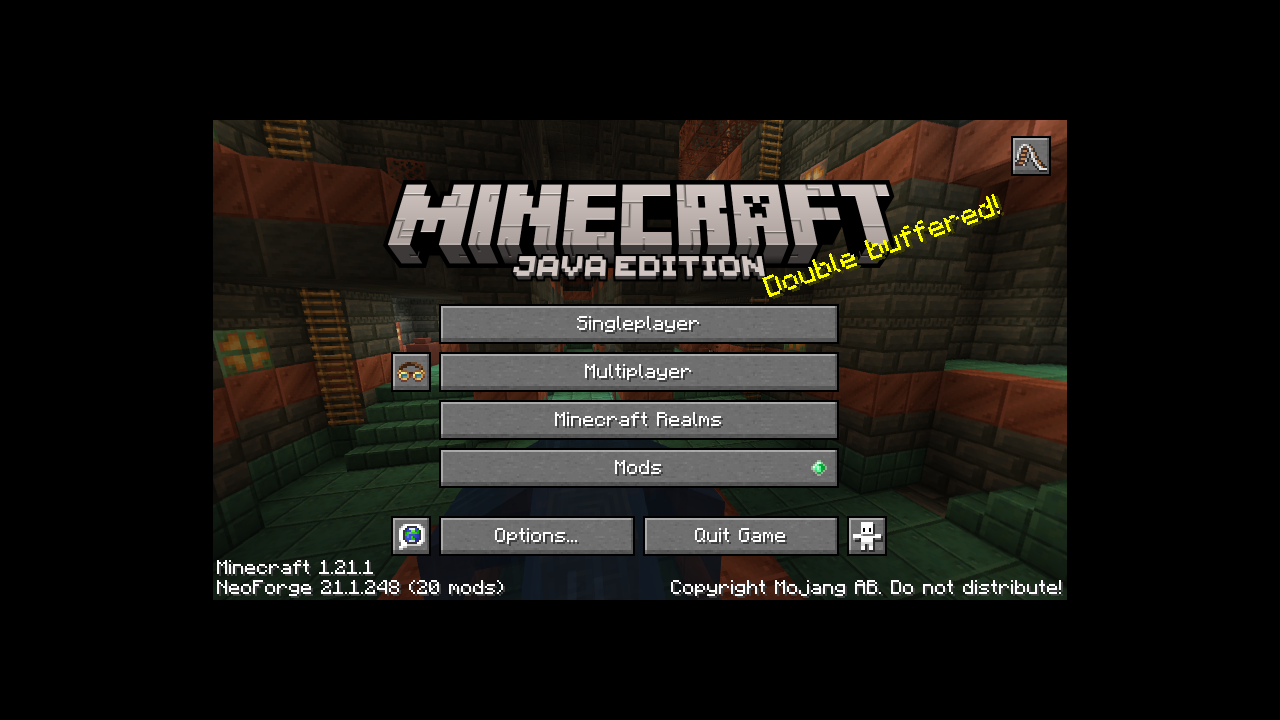 MINECRAFT
JAVA EDITION
Double buffered!
Singleplayer
Multiplayer
Minecraft Realms
Mods
Options...
Quit Game
Minecraft 1.21.1
NeoForge 21.1.248 (20 mods)
Copyright Mojang AB. Do not distribute!